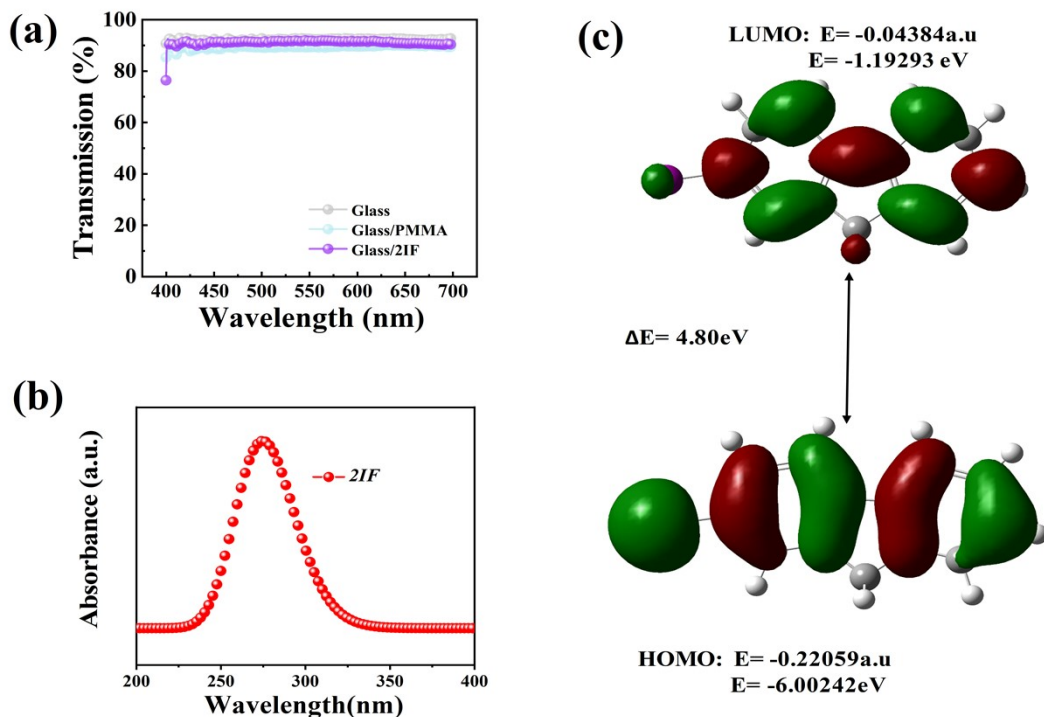 (a)
Transmission (%)
100
80
60
40
20
0
Glass
Glass/PMMA
Glass/2IF
400 450 500 550 600 650 700
Wavelength (nm)
(b)
Absorbance (a.u.)
2IF
200 250 300 350 400
Wavelength(nm)
(c)
LUMO: E= -0.04384a.u
E= -1.19293 eV
ΔE= 4.80eV
HOMO: E= -0.22059a.u
E= -6.00242eV